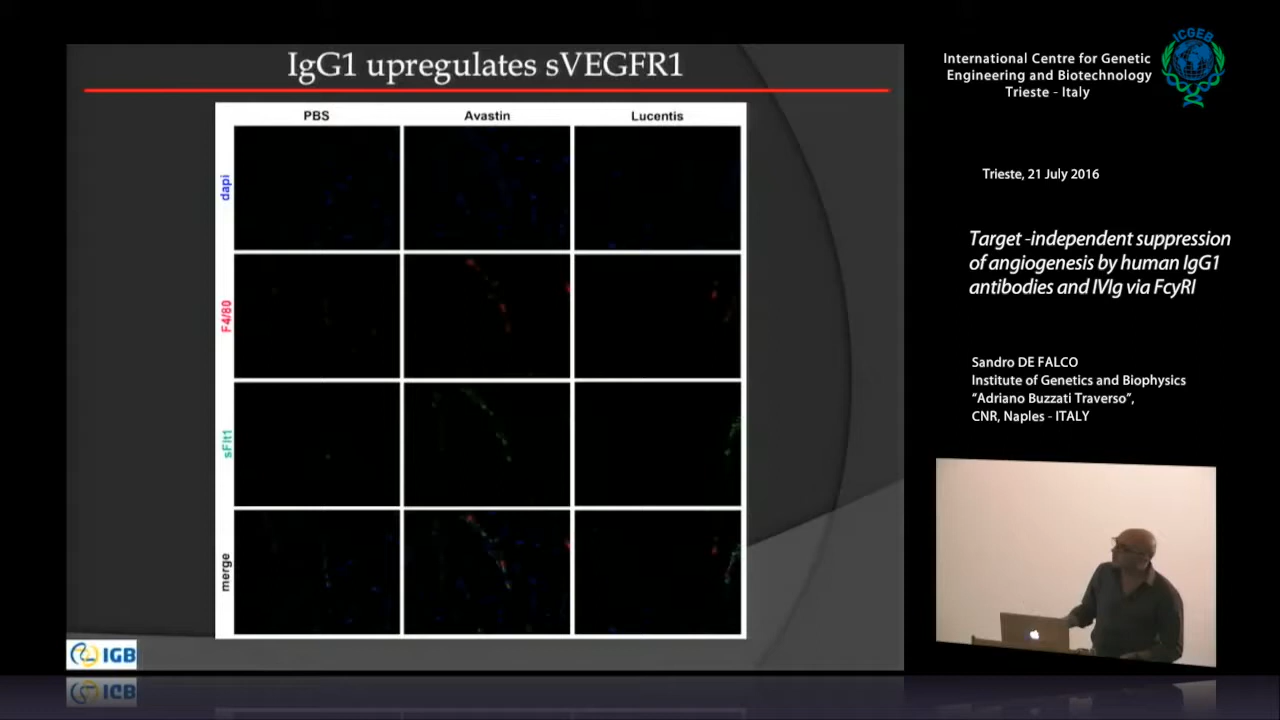 IgG1 upregulates sVEGFR1
PBS Avastin Lucentis
dapi
F4/80
sFlt1
merge
IGB
ICGEB
International Centre for Genetic
Engineering and Biotechnology
Trieste - Italy
Trieste, 21 July 2016
Target -independent suppression
of angiogenesis by human IgG1
antibodies and IVIg via FcyRI
Sandro DE FALCO
Institute of Genetics and Biophysics
“Adriano Buzzati Traverso”,
CNR, Naples - ITALY